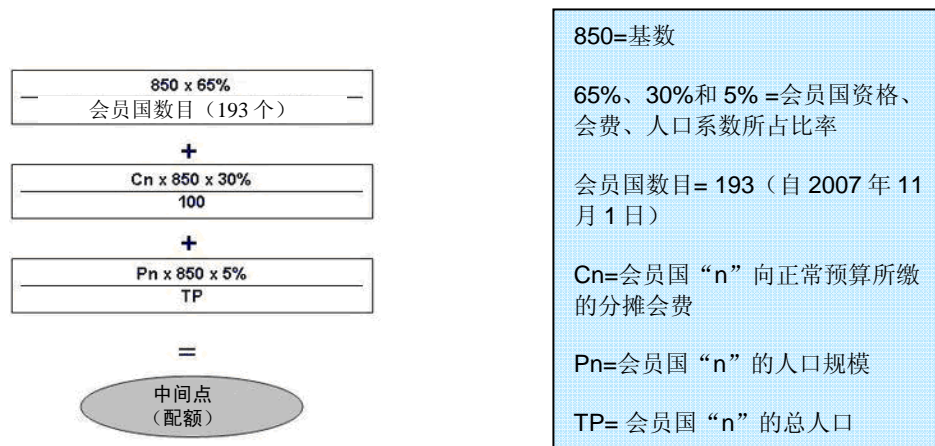 850 x 65%
会员国数目（193 个）
+
Cn x 850 x 30%
100
+
Pn x 850 x 5%
TP
=
中间点
（配额）
850=基数
65%、30%和 5% =会员国资格、
会费、人口系数所占比率
会员国数目= 193（自 2007 年 11
月 1 日）
Cn=会员国“n”向正常预算所缴
的分摊会费
Pn=会员国“n”的人口规模
TP= 会员国“n”的总人口